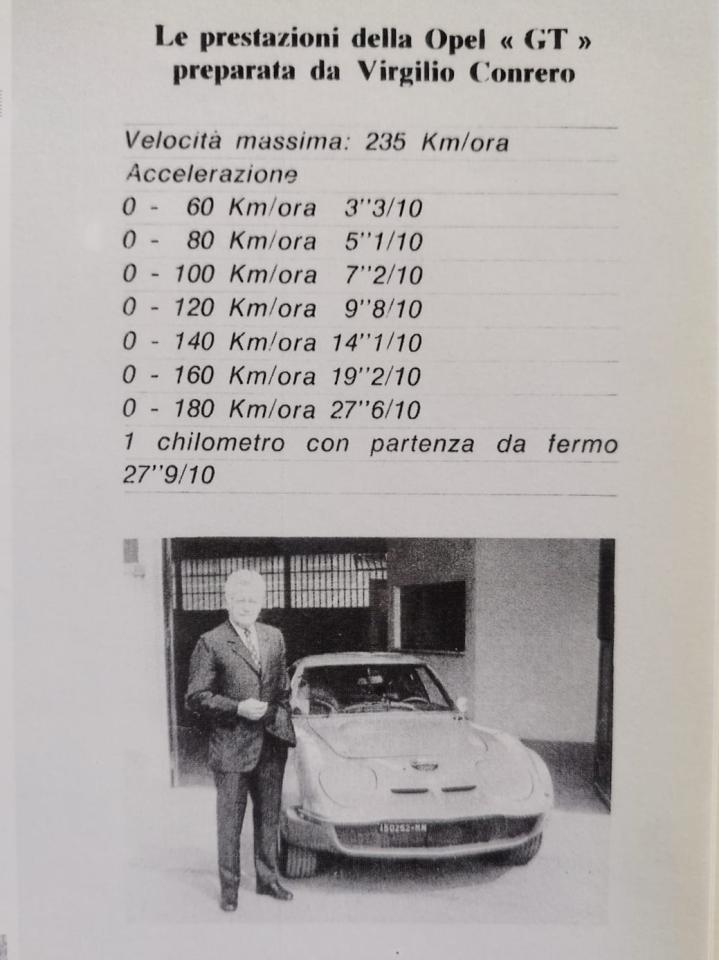 Le prestazioni della Opel « GT »
preparata da Virgilio Conrero
Velocità massima: 235 Km/ora
Accelerazione
0 - 60 Km/ora 3''3/10
0 - 80 Km/ora 5''1/10
0 - 100 Km/ora 7''2/10
0 - 120 Km/ora 9''8/10
0 - 140 Km/ora 14''1/10
0 - 160 Km/ora 19''2/10
0 - 180 Km/ora 27''6/10
1 chilometro con partenza da fermo
27''9/10